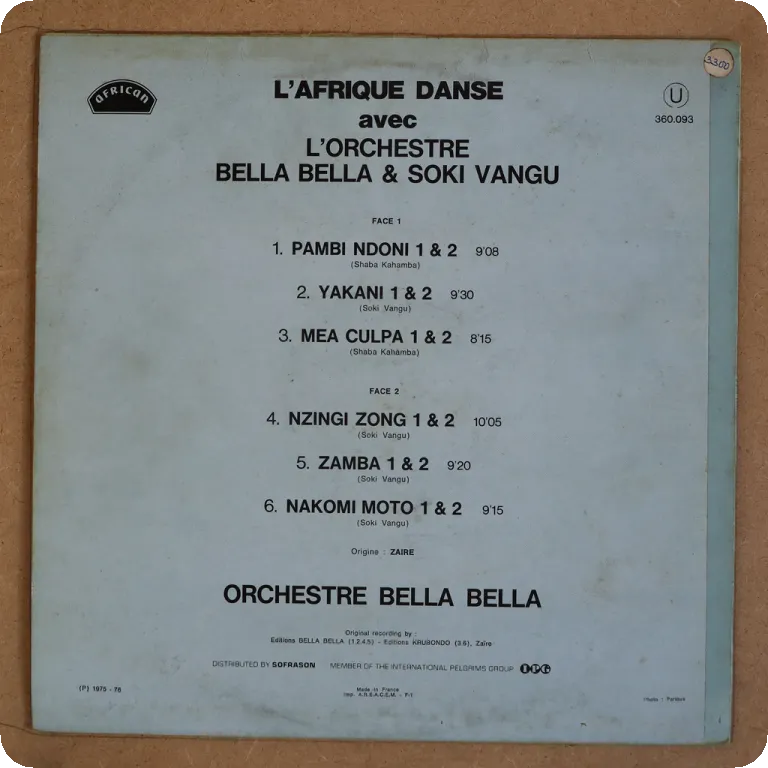 AFRICAN
L'AFRIQUE DANSE
avec
L'ORCHESTRE
BELLA BELLA & SOKI VANGU
3300
U
360.093
FACE 1
1. PAMBI NDONI 1 & 2 9'08
(Shaba Kahamba)
2. YAKANI 1 & 2 9'30
(Soki Vangu)
3. MEA CULPA 1 & 2 8'15
(Shaba Kahamba)
FACE 2
4. NZINGI ZONG 1 & 2 10'05
(Soki Vangu)
5. ZAMBA 1 & 2 9'20
(Soki Vangu)
6. NAKOMI MOTO 1 & 2 9'15
(Soki Vangu)
Origine : ZAIRE
ORCHESTRE BELLA BELLA
Original recording by :
Editions BELLA BELLA (1.2.4.5) - Editions KRUBONDO (3.6), Zaïre
DISTRIBUTED BY SOFRASON MEMBER OF THE INTERNATIONAL PELGRIMS GROUP IPG
(P) 1975 - 76
Made in France
Imp. A.R.E.A.C.E.M. - P-1
Photo :